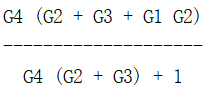 G4 (G2 + G3 + G1 G2)
--------------------
G4 (G2 + G3) + 1